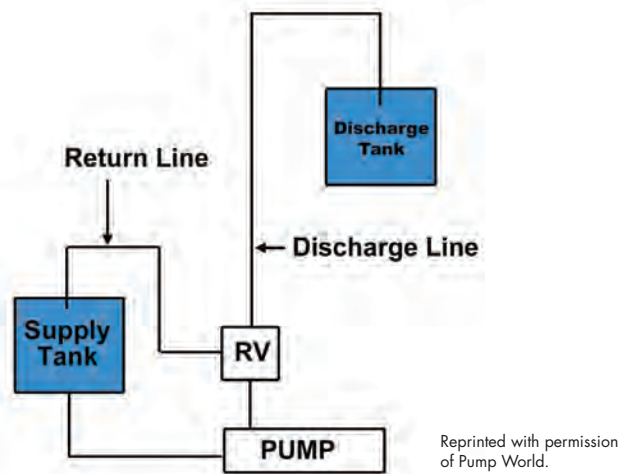 Discharge
Tank
Return Line
Discharge Line
Supply
Tank
RV
PUMP
Reprinted with permission
of Pump World.